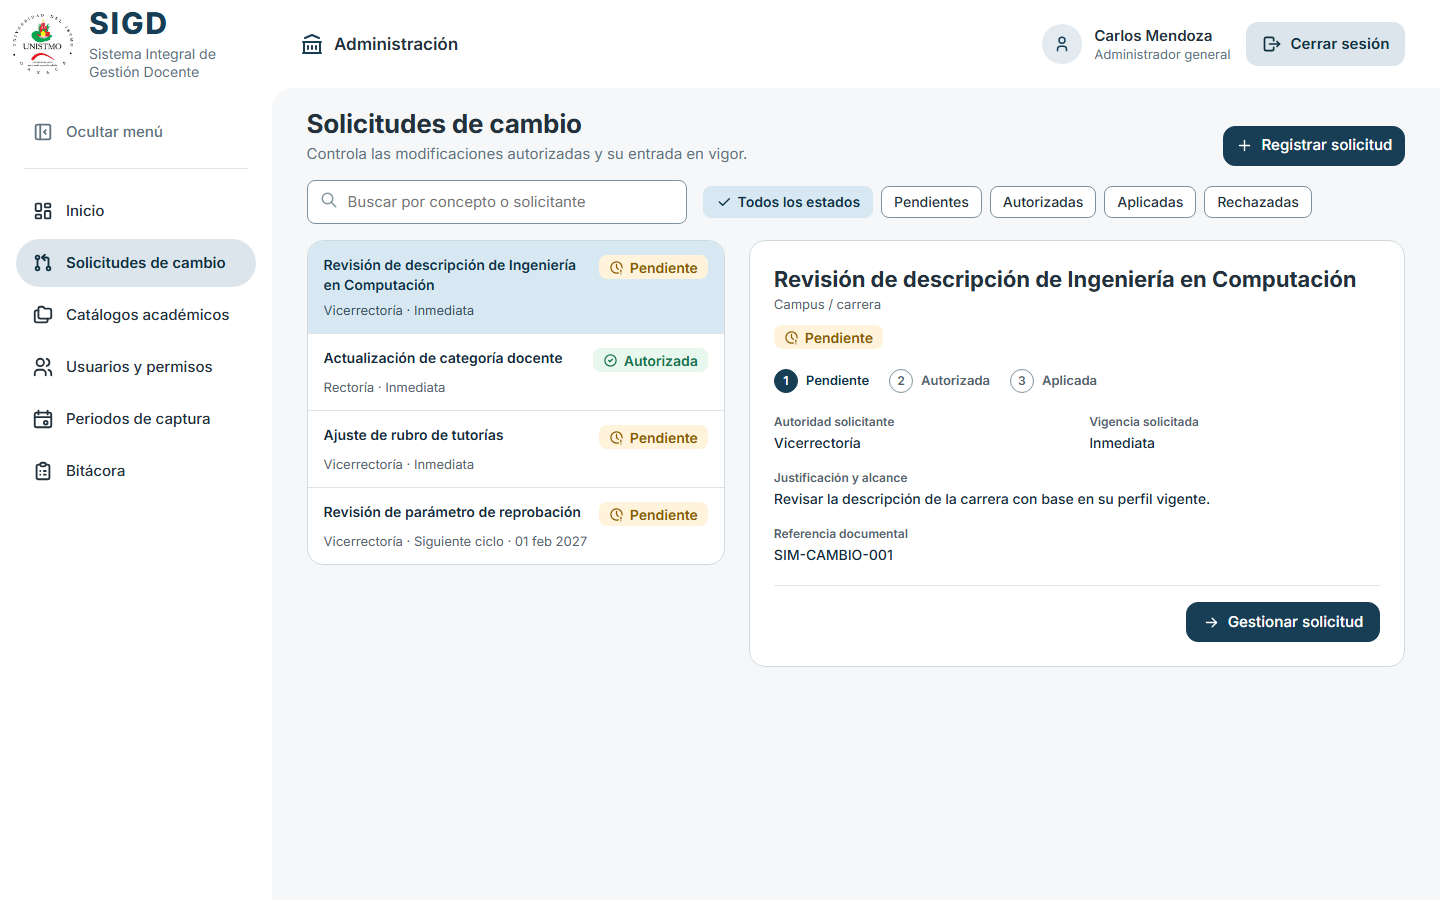 UNIVERSIDAD DEL ISTMO
UNISTMO
OAXACA
SIGD
Sistema Integral de
Gestión Docente
Administración
Carlos Mendoza
Administrador general
Cerrar sesión
Ocultar menú
Inicio
Solicitudes de cambio
Catálogos académicos
Usuarios y permisos
Periodos de captura
Bitácora
Solicitudes de cambio
Controla las modificaciones autorizadas y su entrada en vigor.
Registrar solicitud
Buscar por concepto o solicitante
Todos los estados
Pendientes
Autorizadas
Aplicadas
Rechazadas
Revisión de descripción de Ingeniería
en Computación
Pendiente
Vicerrectoría · Inmediata
Actualización de categoría docente
Autorizada
Rectoría · Inmediata
Ajuste de rubro de tutorías
Pendiente
Vicerrectoría · Inmediata
Revisión de parámetro de reprobación
Pendiente
Vicerrectoría · Siguiente ciclo · 01 feb 2027
Revisión de descripción de Ingeniería en Computación
Campus / carrera
Pendiente
1 Pendiente 2 Autorizada 3 Aplicada
Autoridad solicitante
Vicerrectoría
Vigencia solicitada
Inmediata
Justificación y alcance
Revisar la descripción de la carrera con base en su perfil vigente.
Referencia documental
SIM-CAMBIO-001
Gestionar solicitud